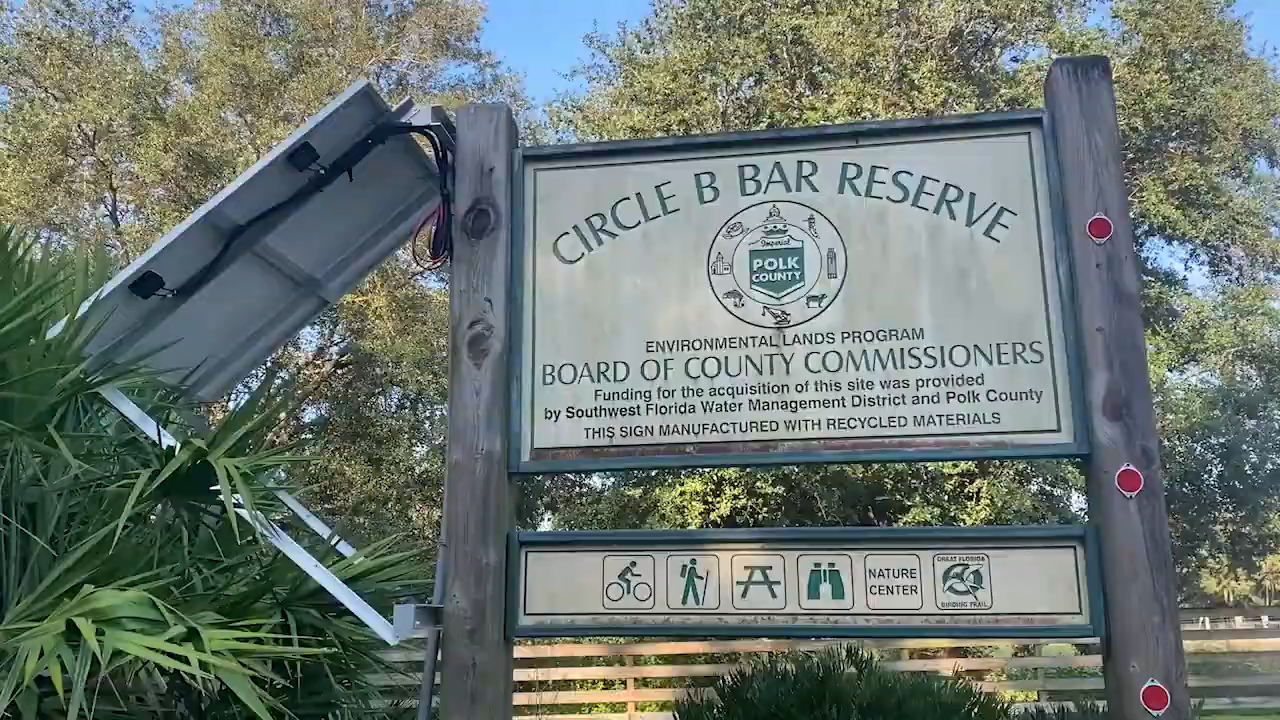 CIRCLE B BAR RESERVE
Imperial
POLK
COUNTY
ENVIRONMENTAL LANDS PROGRAM
BOARD OF COUNTY COMMISSIONERS
Funding for the acquisition of this site was provided
by Southwest Florida Water Management District and Polk County
THIS SIGN MANUFACTURED WITH RECYCLED MATERIALS
NATURE
CENTER
GREAT FLORIDA
BIRDING TRAIL